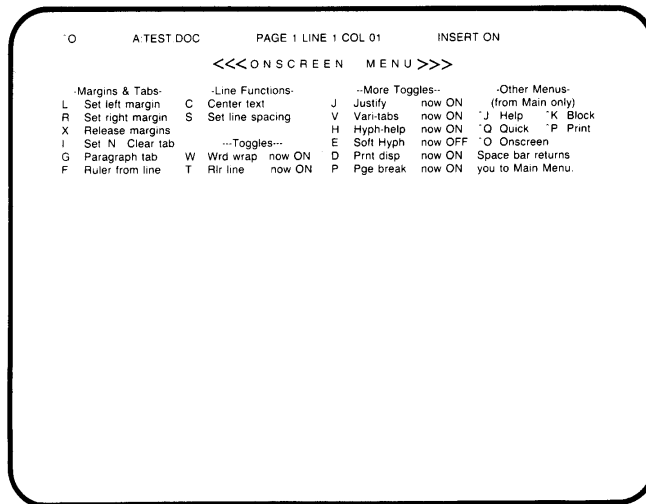 ^O A:TEST.DOC PAGE 1 LINE 1 COL 01 INSERT ON
<<<ONSCREEN MENU>>>
-Margins & Tabs- -Line Functions- --More Toggles-- -Other Menus-
L Set left margin C Center text J Justify now ON (from Main only)
R Set right margin S Set line spacing V Vari-tabs now ON ^J Help ^K Block
X Release margins H Hyph-help now ON ^Q Quick ^P Print
I Set N Clear tab ---Toggles--- E Soft Hyph now OFF ^O Onscreen
G Paragraph tab W Wrd wrap now ON D Prnt disp now ON Space bar returns
F Ruler from line T Rlr line now ON P Pge break now ON you to Main Menu.